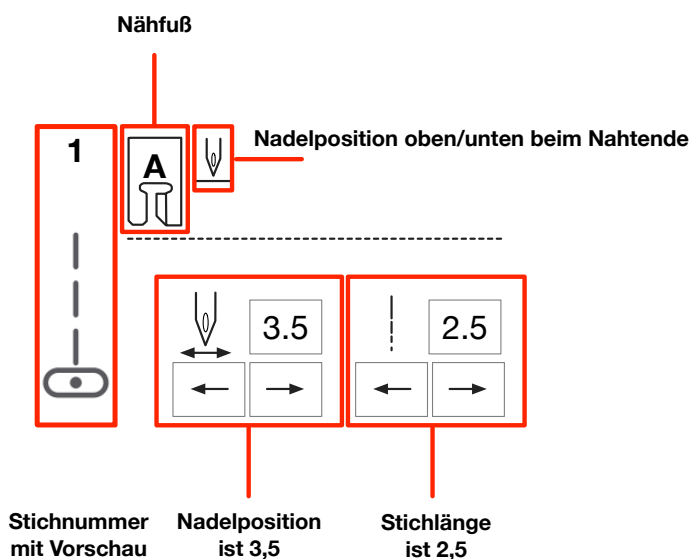 Nähfuß
1
A
Nadelposition oben/unten beim Nahtende
3.5
2.5
Stichnummer
mit Vorschau
Nadelposition
ist 3,5
Stichlänge
ist 2,5